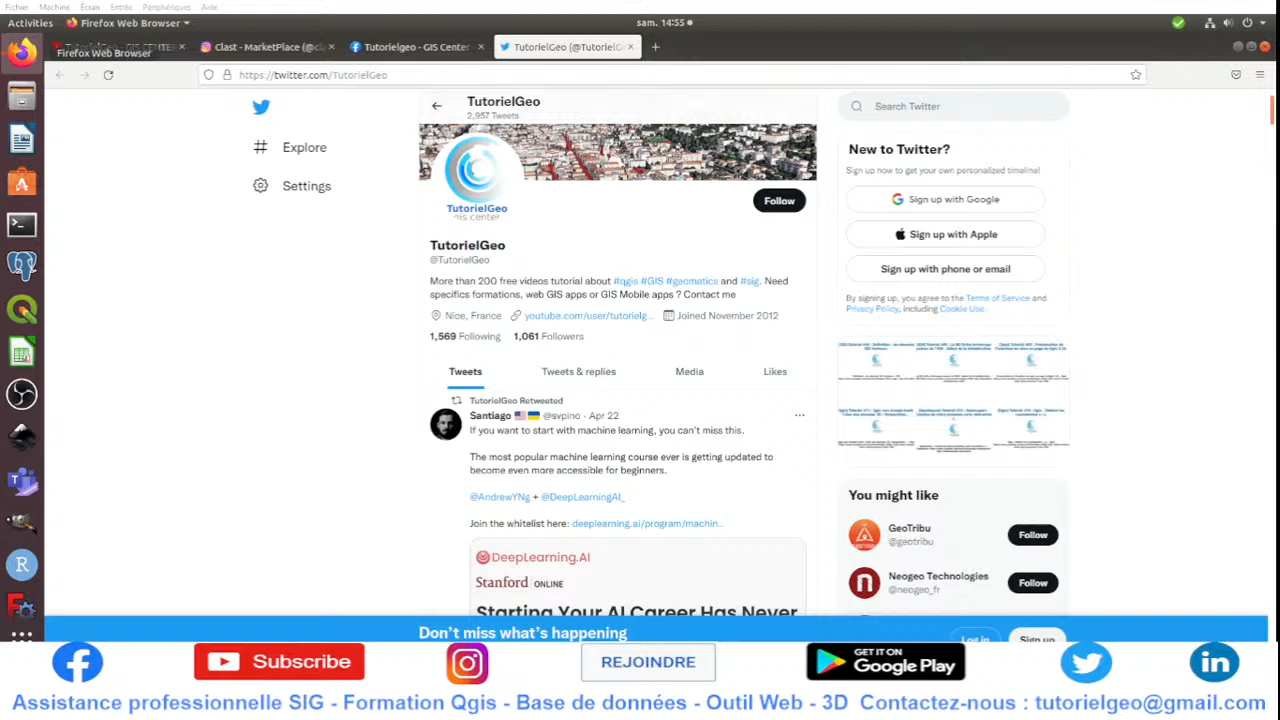 Fichier Machine Écran Entrée Périphériques Aide
Activities Firefox Web Browser sam. 14:55
GIS CENTER Clast - MarketPlace (@cl Tutorielgeo - GIS Center TutorielGeo (@TutorielG
Firefox Web Browser
https://twitter.com/TutorielGeo
TutorielGeo
2,957 Tweets
Search Twitter
Explore
Settings
TutorielGeo
GIS center
Follow
TutorielGeo
@TutorielGeo
More than 200 free videos tutorial about #qgis #GIS #geomatics and #sig. Need
specifics formations, web GIS apps or GIS Mobile apps ? Contact me
Nice, France youtube.com/user/tutorielg... Joined November 2012
1,569 Following 1,061 Followers
Tweets Tweets & replies Media Likes
TutorielGeo Retweeted
Santiago @svpino · Apr 22
If you want to start with machine learning, you can't miss this.
The most popular machine learning course ever is getting updated to
become even more accessible for beginners.
@AndrewYNg + @DeepLearningAI_
Join the whitelist here: deeplearning.ai/program/machin...
DeepLearning.AI
Stanford ONLINE
Starting Your AI Career Has Never
New to Twitter?
Sign up now to get your own personalized timeline!
Sign up with Google
Sign up with Apple
Sign up with phone or email
By signing up, you agree to the Terms of Service and
Privacy Policy, including Cookie Use.
You might like
GeoTribu
@geotribu
Follow
Neogeo Technologies
@neogeo_fr
Follow
Don't miss what's happening
Log in Sign up
Subscribe
REJOINDRE
GET IT ON
Google Play
Assistance professionnelle SIG - Formation Qgis - Base de données - Outil Web - 3D Contactez-nous : tutorielgeo@gmail.com